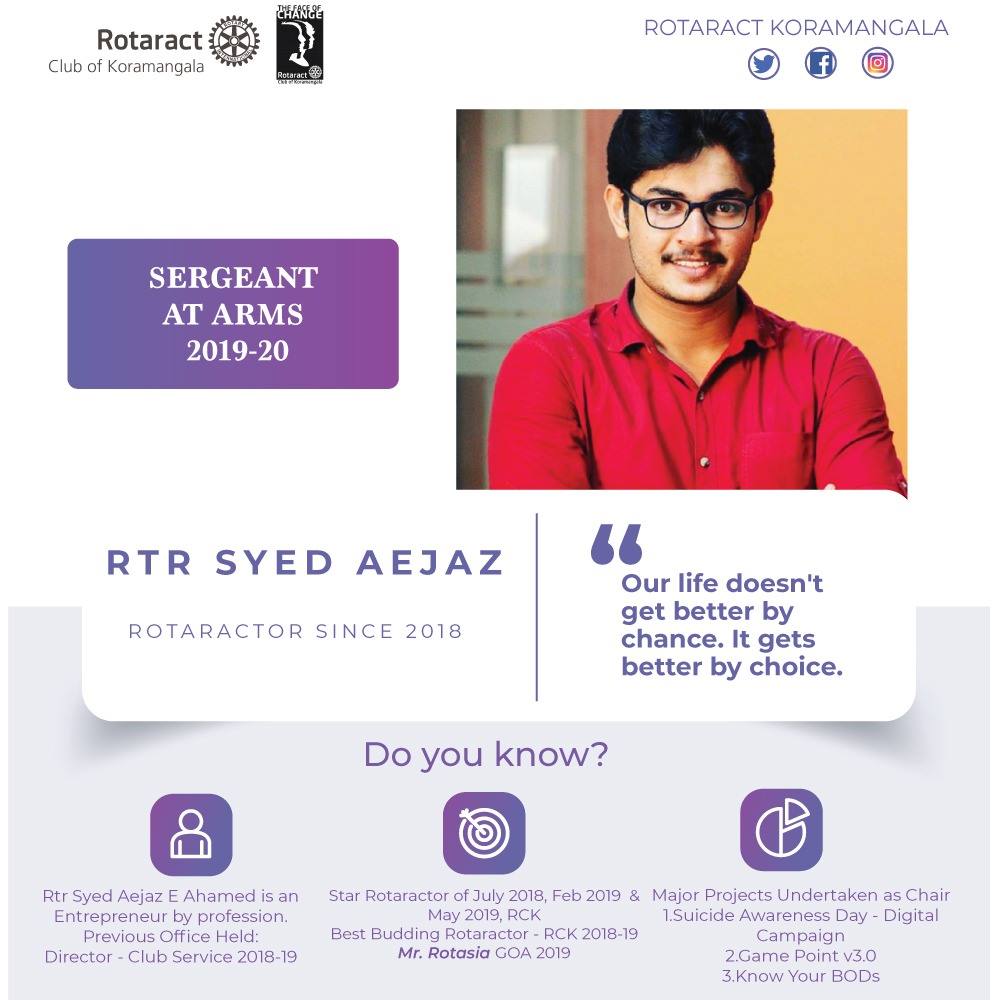 Rotaract
Club of Koramangala
THE FACE OF
CHANGE
Rotaract
Club of Koramangala
ROTARACT KORAMANGALA
SERGEANT
AT ARMS
2019-20
RTR SYED AEJAZ
ROTARACTOR SINCE 2018
“
Our life doesn't
get better by
chance. It gets
better by choice.
Do you know?
Rtr Syed Aejaz E Ahamed is an
Entrepreneur by profession.
Previous Office Held:
Director - Club Service 2018-19
Star Rotaractor of July 2018, Feb 2019 &
May 2019, RCK
Best Budding Rotaractor - RCK 2018-19
Mr. Rotasia GOA 2019
Major Projects Undertaken as Chair
1.Suicide Awareness Day - Digital
Campaign
2.Game Point v3.0
3.Know Your BODs